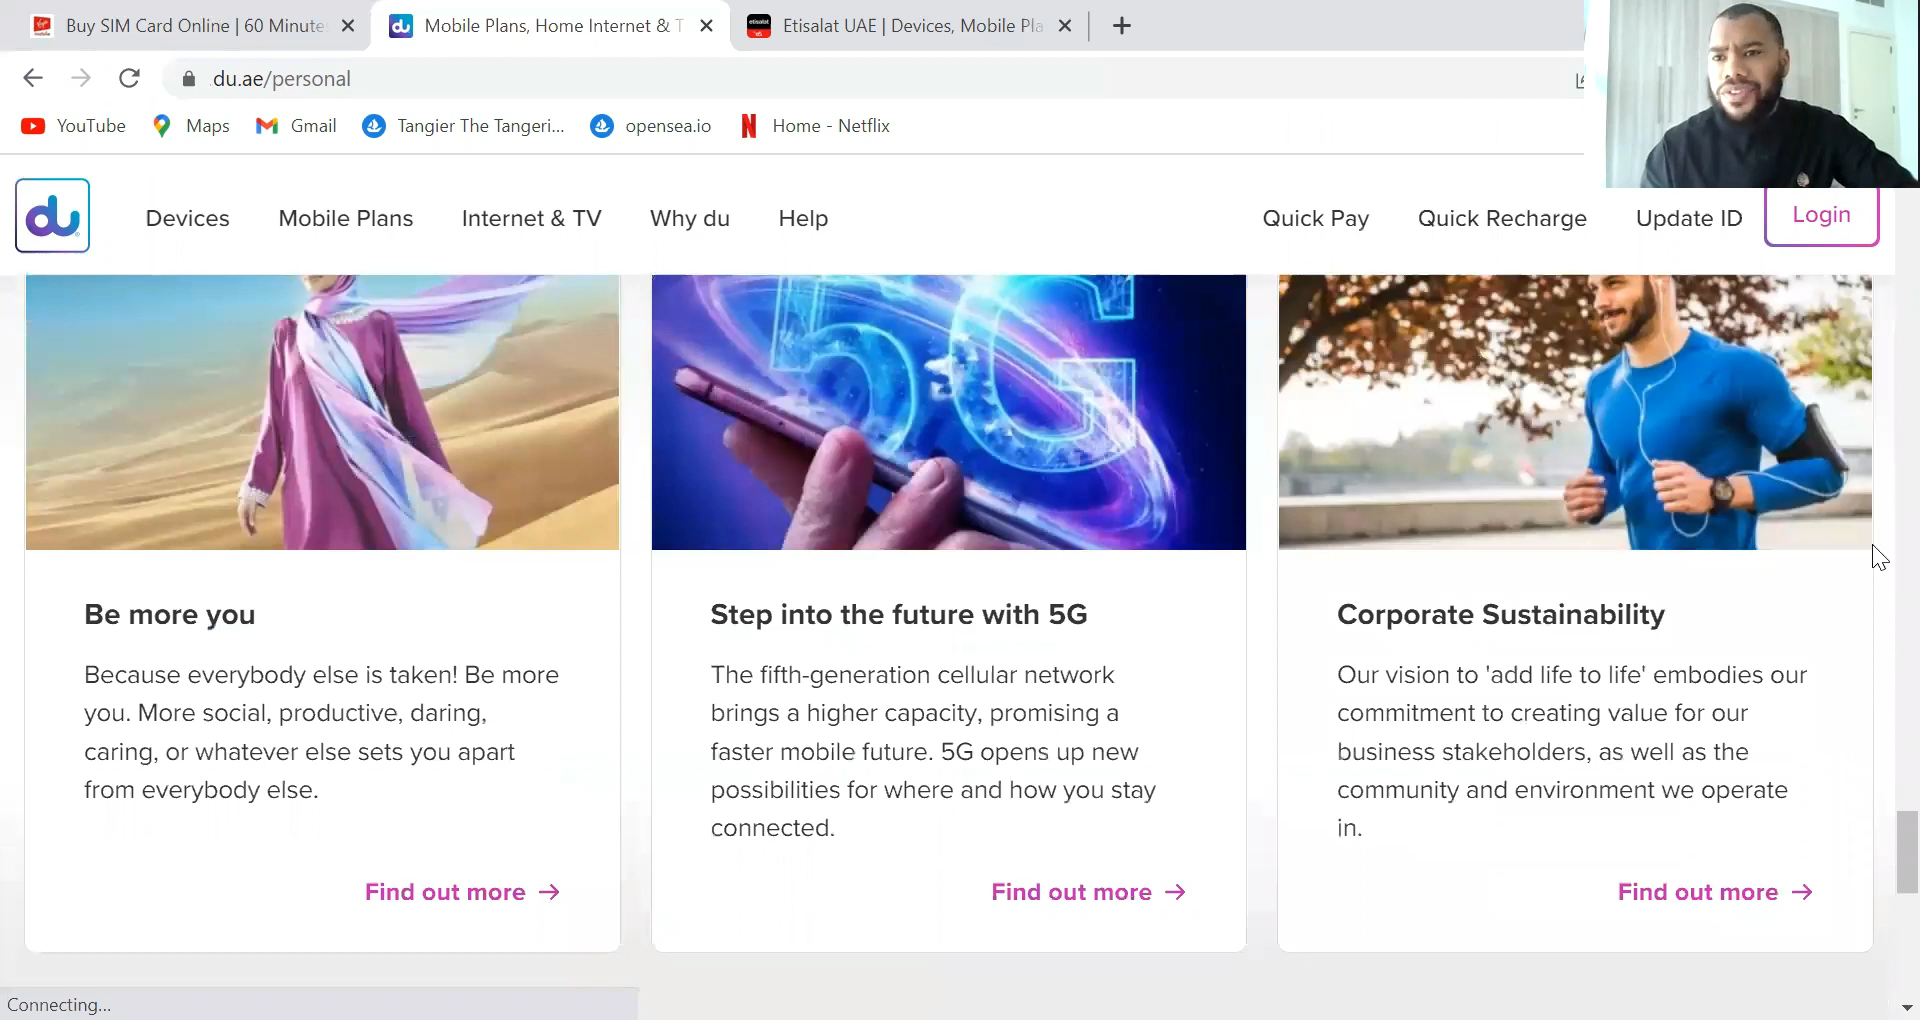 Buy SIM Card Online | 60 Minute
Mobile Plans, Home Internet & T
Etisalat UAE | Devices, Mobile Pla
du.ae/personal
YouTube
Maps
Gmail
Tangier The Tangeri...
opensea.io
Home - Netflix
du
Devices
Mobile Plans
Internet & TV
Why du
Help
Quick Pay
Quick Recharge
Update ID
Login
5G
Be more you
Because everybody else is taken! Be more
you. More social, productive, daring,
caring, or whatever else sets you apart
from everybody else.
Find out more
Step into the future with 5G
The fifth-generation cellular network
brings a higher capacity, promising a
faster mobile future. 5G opens up new
possibilities for where and how you stay
connected.
Find out more
Corporate Sustainability
Our vision to 'add life to life' embodies our
commitment to creating value for our
business stakeholders, as well as the
community and environment we operate
in.
Find out more
Connecting...